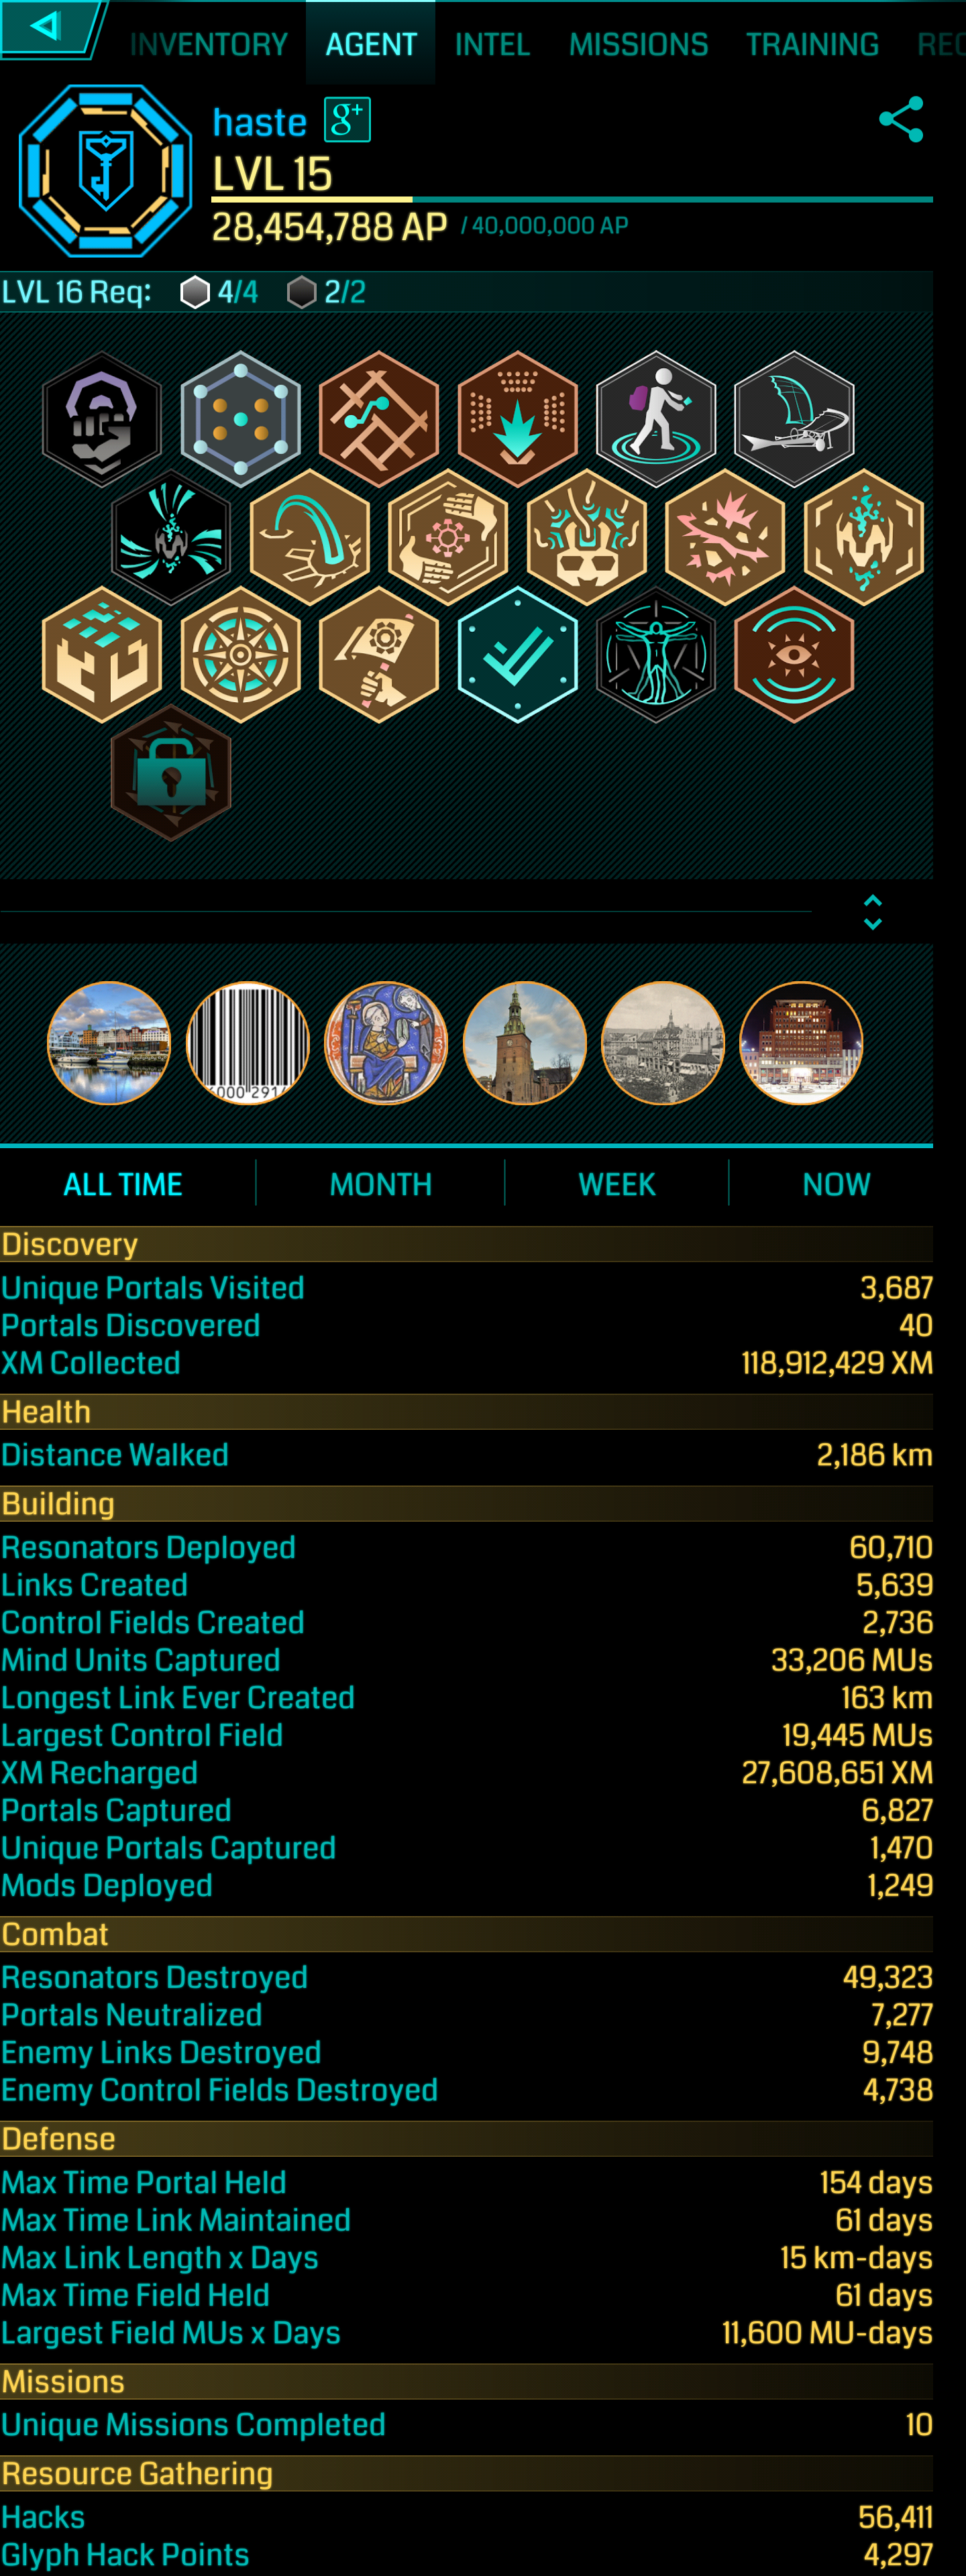 INVENTORY AGENT INTEL MISSIONS TRAINING REC
haste g+
LVL 15
28,454,788 AP / 40,000,000 AP
LVL 16 Req: 4/4 2/2
000 291
ALL TIME MONTH WEEK NOW
Discovery
Unique Portals Visited 3,687
Portals Discovered 40
XM Collected 118,912,429 XM
Health
Distance Walked 2,186 km
Building
Resonators Deployed 60,710
Links Created 5,639
Control Fields Created 2,736
Mind Units Captured 33,206 MUs
Longest Link Ever Created 163 km
Largest Control Field 19,445 MUs
XM Recharged 27,608,651 XM
Portals Captured 6,827
Unique Portals Captured 1,470
Mods Deployed 1,249
Combat
Resonators Destroyed 49,323
Portals Neutralized 7,277
Enemy Links Destroyed 9,748
Enemy Control Fields Destroyed 4,738
Defense
Max Time Portal Held 154 days
Max Time Link Maintained 61 days
Max Link Length x Days 15 km-days
Max Time Field Held 61 days
Largest Field MUs x Days 11,600 MU-days
Missions
Unique Missions Completed 10
Resource Gathering
Hacks 56,411
Glyph Hack Points 4,297